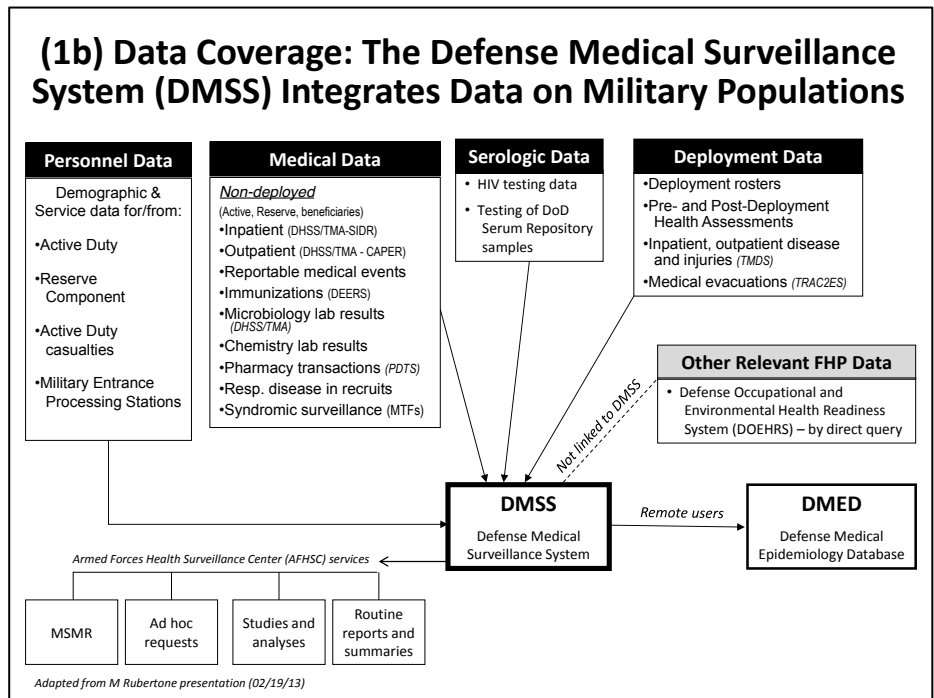 (1b) Data Coverage: The Defense Medical Surveillance
System (DMSS) Integrates Data on Military Populations
Personnel Data
Demographic &
Service data for/from:
•Active Duty
•Reserve
Component
•Active Duty
casualties
•Military Entrance
Processing Stations
Medical Data
Non-deployed
(Active, Reserve, beneficiaries)
•Inpatient (DHSS/TMA-SIDR)
•Outpatient (DHSS/TMA - CAPER)
•Reportable medical events
•Immunizations (DEERS)
•Microbiology lab results
(DHSS/TMA)
•Chemistry lab results
•Pharmacy transactions (PDTS)
•Resp. disease in recruits
•Syndromic surveillance (MTFs)
Serologic Data
• HIV testing data
• Testing of DoD
Serum Repository
samples
Deployment Data
•Deployment rosters
•Pre- and Post-Deployment
Health Assessments
•Inpatient, outpatient disease
and injuries (TMDS)
•Medical evacuations (TRAC2ES)
Other Relevant FHP Data
• Defense Occupational and
Environmental Health Readiness
System (DOEHRS) – by direct query
Not linked to DMSS
DMSS
Defense Medical
Surveillance System
Remote users
DMED
Defense Medical
Epidemiology Database
Armed Forces Health Surveillance Center (AFHSC) services
MSMR
Ad hoc
requests
Studies and
analyses
Routine
reports and
summaries
Adapted from M Rubertone presentation (02/19/13)